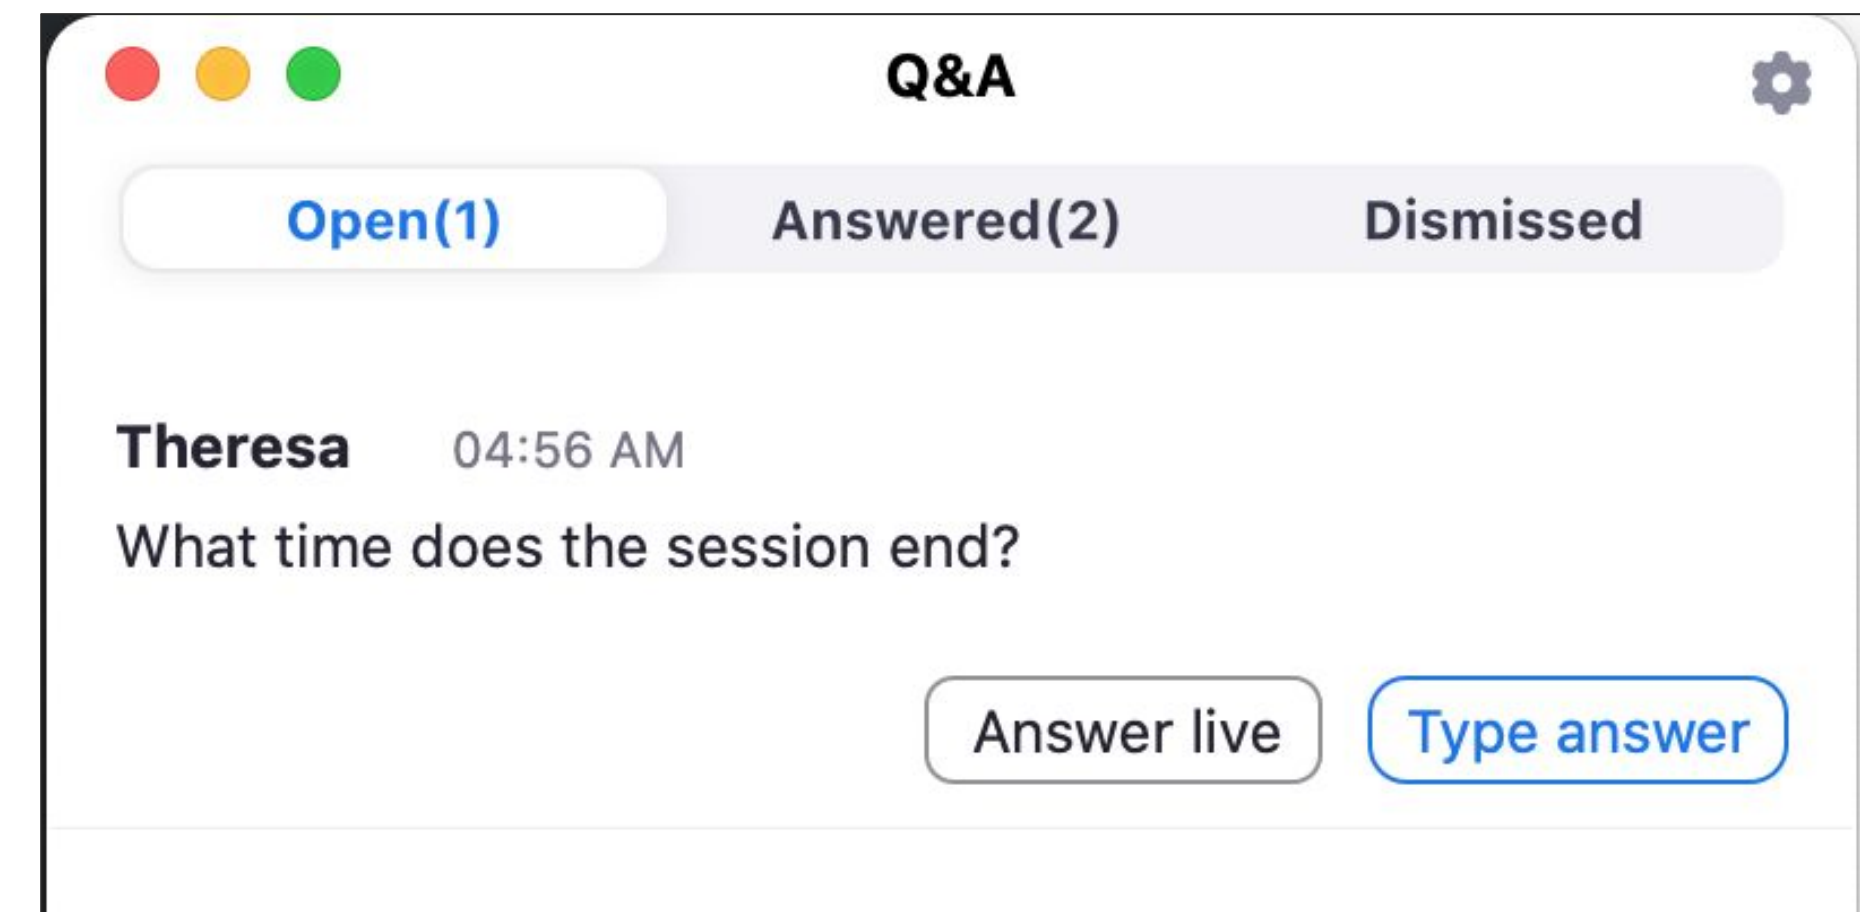 Q&A
Open(1) Answered(2) Dismissed
Theresa 04:56 AM
What time does the session end?
Answer live Type answer